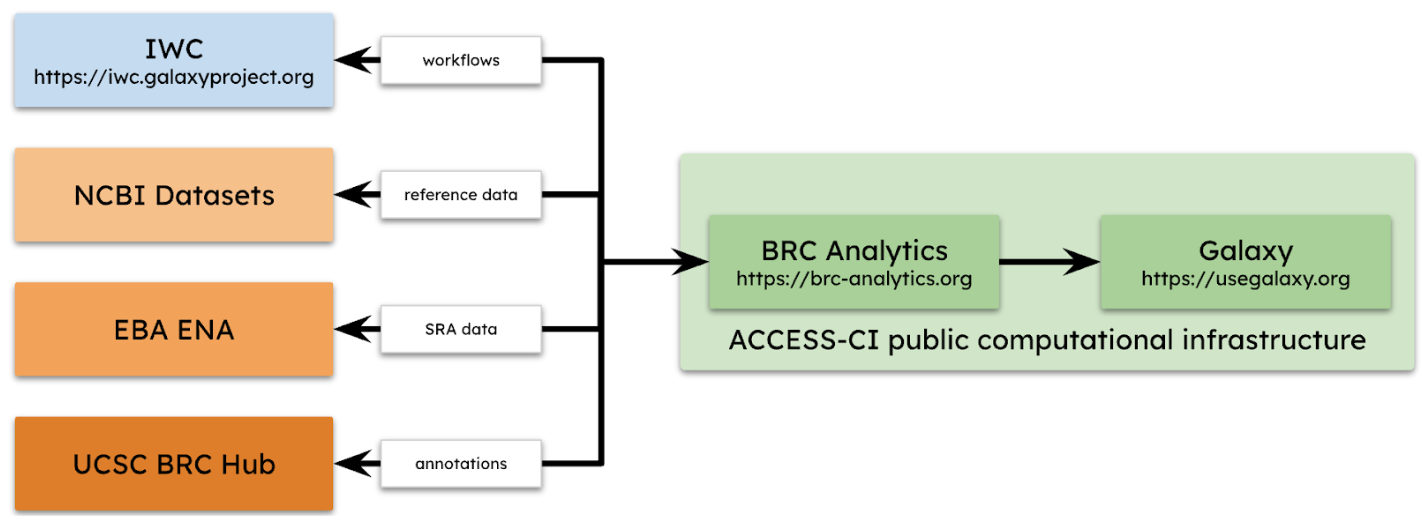 IWC
https://iwc.galaxyproject.org
workflows
NCBI Datasets
reference data
EBA ENA
SRA data
UCSC BRC Hub
annotations
BRC Analytics
https://brc-analytics.org
Galaxy
https://usegalaxy.org
ACCESS-CI public computational infrastructure